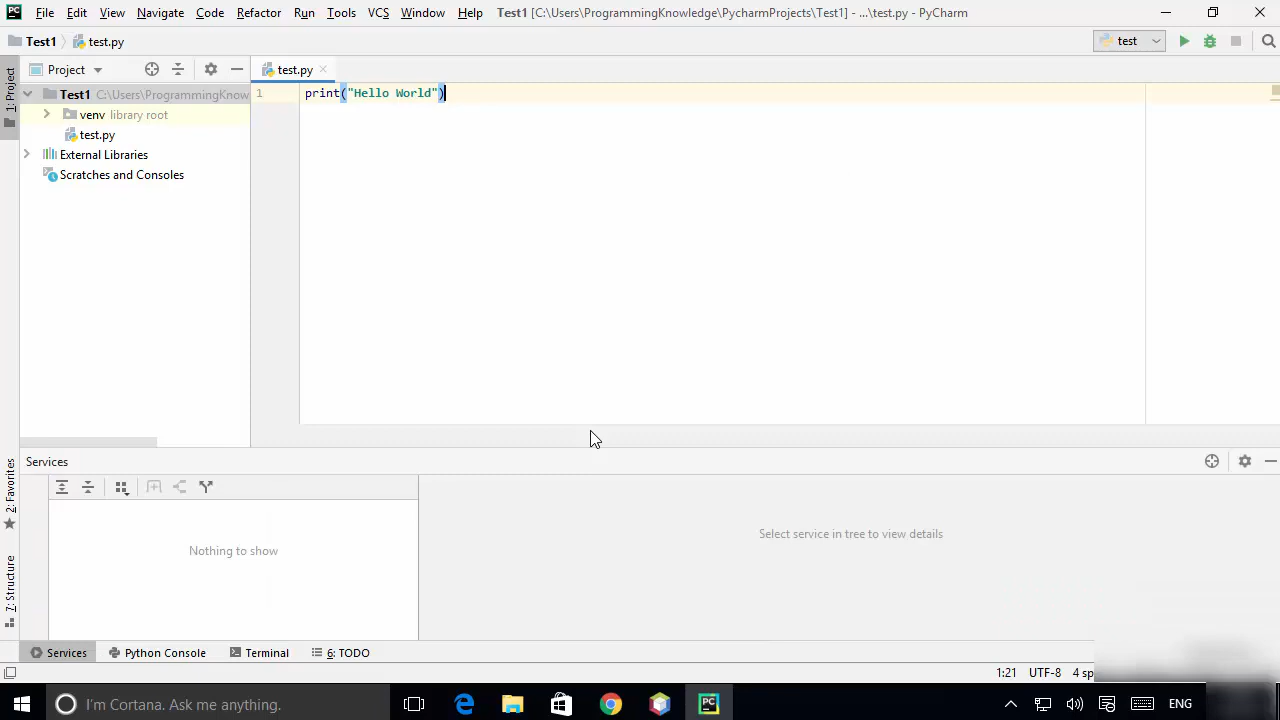 File Edit View Navigate Code Refactor Run Tools VCS Window Help Test1 [C:\Users\ProgrammingKnowledge\PycharmProjects\Test1] - ...\test.py - PyCharm
Test1 test.py test
1: Project
Project
test.py
Test1 C:\Users\ProgrammingKnow
venv library root
test.py
External Libraries
Scratches and Consoles
1 print("Hello World")
2: Favorites
7: Structure
Services
Nothing to show
Select service in tree to view details
Services Python Console Terminal 6: TODO
1:21 UTF-8 4 sp
I'm Cortana. Ask me anything. ENG